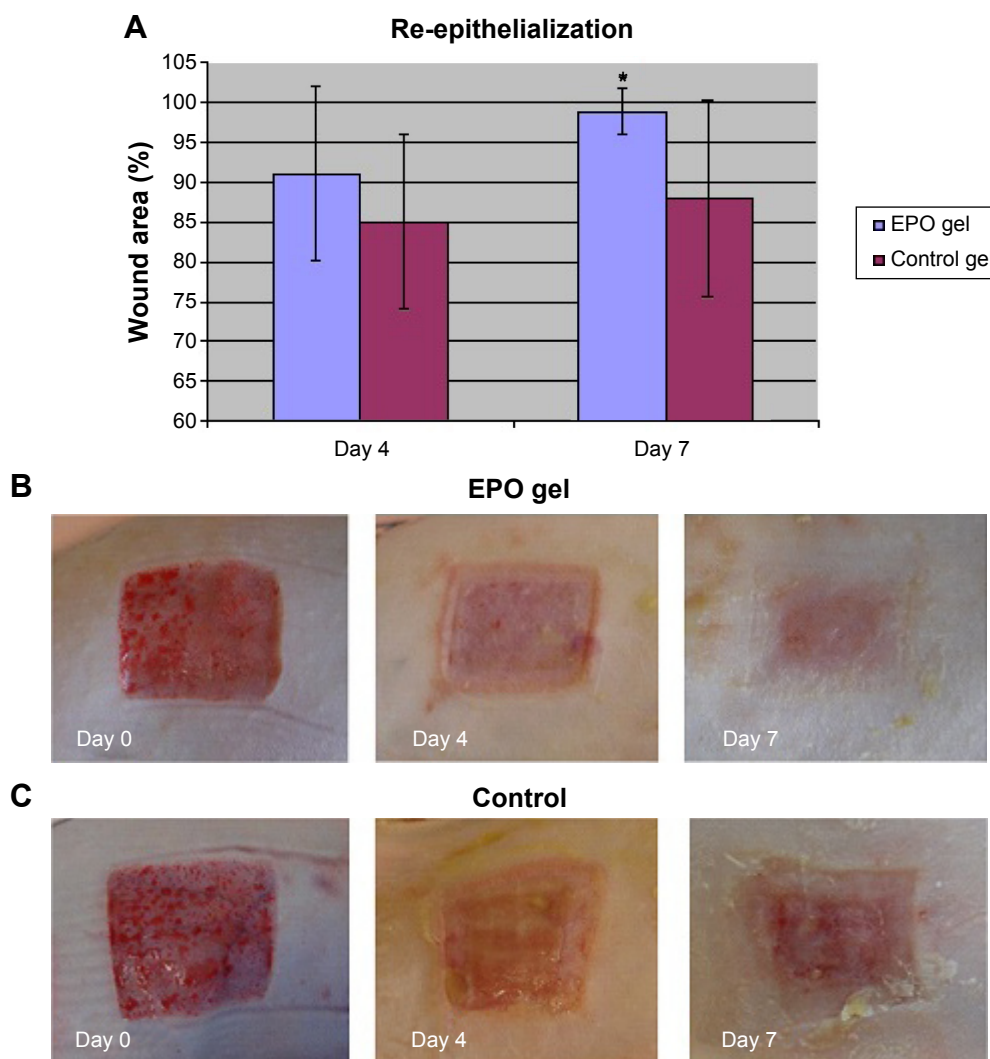 A
Re-epithelialization
Wound area (%)
105
100
95
90
85
80
75
70
65
60
*
Day 4
Day 7
EPO gel
Control ge
B
EPO gel
Day 0
Day 4
Day 7
C
Control
Day 0
Day 4
Day 7